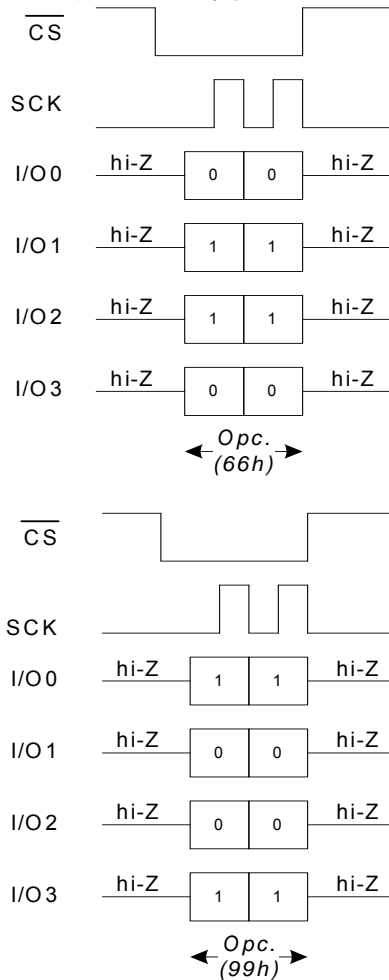 CS
SCK
I/O0 hi-Z 0 0 hi-Z
I/O1 hi-Z 1 1 hi-Z
I/O2 hi-Z 1 1 hi-Z
I/O3 hi-Z 0 0 hi-Z
Opc.
(66h)
CS
SCK
I/O0 hi-Z 1 1 hi-Z
I/O1 hi-Z 0 0 hi-Z
I/O2 hi-Z 0 0 hi-Z
I/O3 hi-Z 1 1 hi-Z
Opc.
(99h)